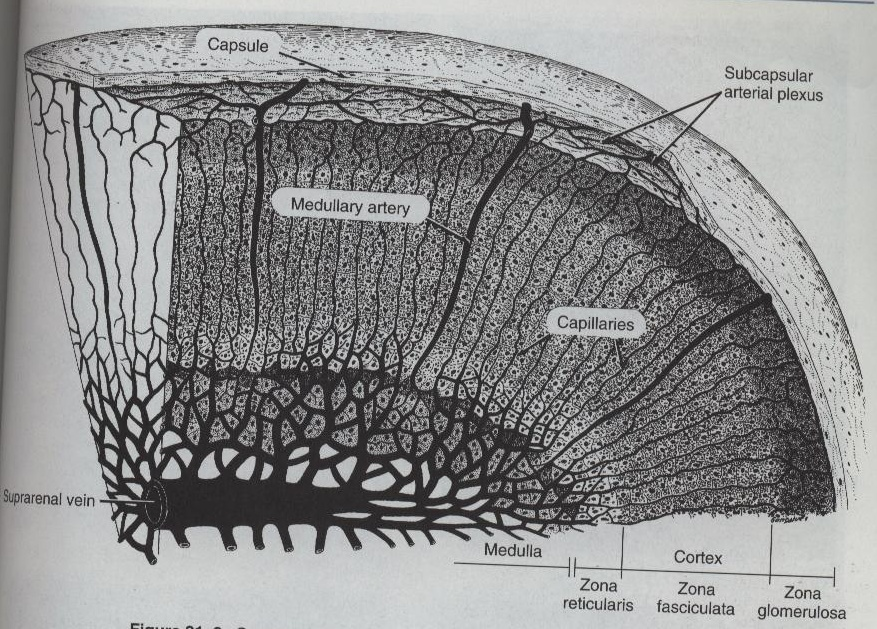 Capsule
Subcapsular
arterial plexus
Medullary artery
Capillaries
Suprarenal vein
Medulla
Cortex
Zona
reticularis
Zona
fasciculata
Zona
glomerulosa